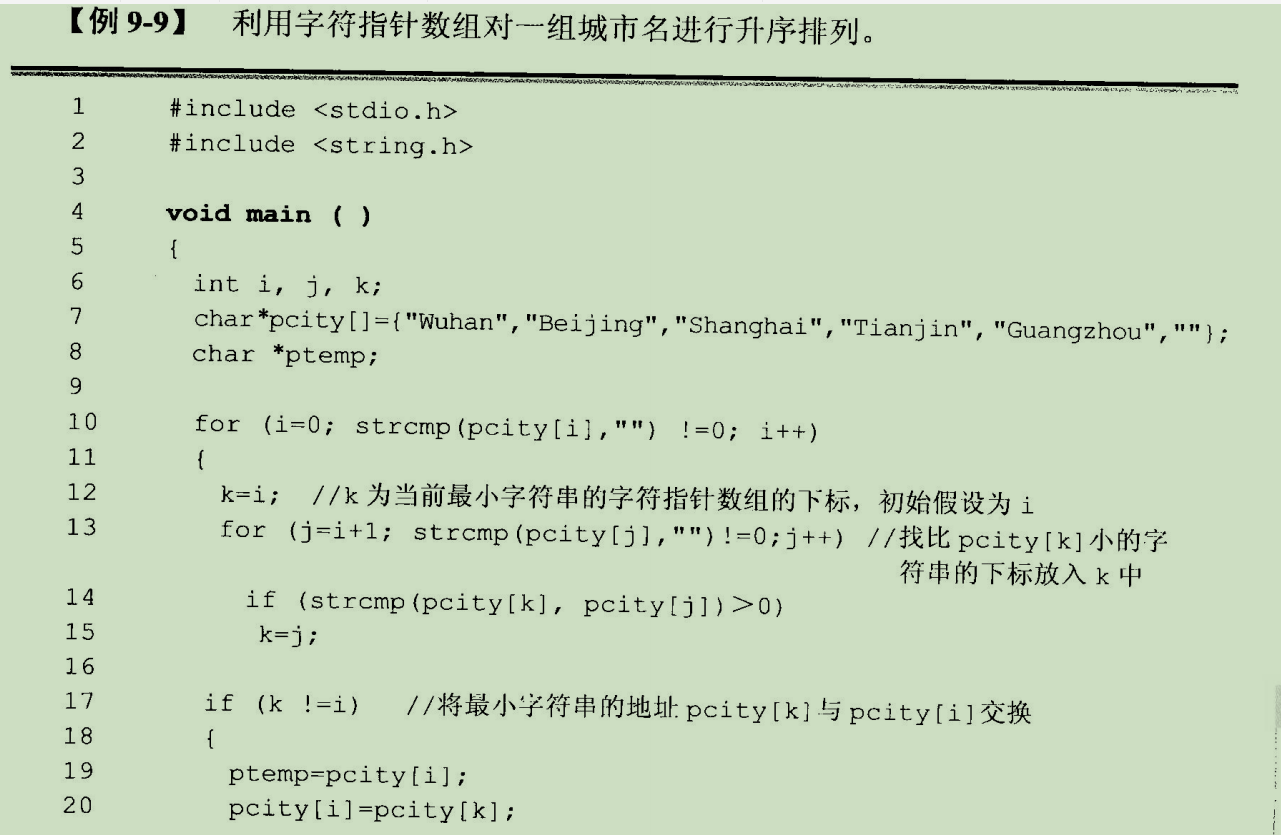 【例 9-9】 利用字符指针数组对一组城市名进行升序排列。
1 #include <stdio.h>
2 #include <string.h>
3
4 void main ( )
5 {
6 int i, j, k;
7 char*pcity[]={"Wuhan","Beijing","Shanghai","Tianjin","Guangzhou",""};
8 char *ptemp;
9
10 for (i=0; strcmp(pcity[i],"") !=0; i++)
11 {
12 k=i; //k 为当前最小字符串的字符指针数组的下标，初始假设为 i
13 for (j=i+1; strcmp(pcity[j],"")!=0;j++) //找比 pcity[k]小的字
符串的下标放入 k 中
14 if (strcmp(pcity[k], pcity[j])>0)
15 k=j;
16
17 if (k !=i) //将最小字符串的地址 pcity[k]与 pcity[i]交换
18 {
19 ptemp=pcity[i];
20 pcity[i]=pcity[k];